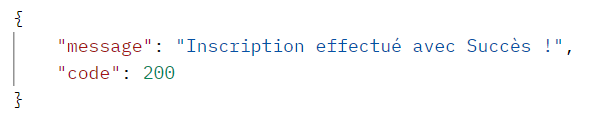 {
"message": "Inscription effectué avec Succès !",
"code": 200
}